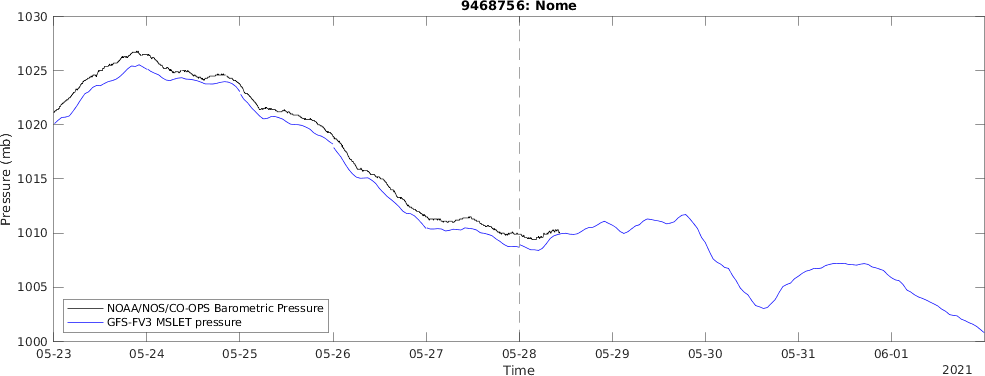 9468756: Nome
Pressure (mb)
1030
1025
1020
1015
1010
1005
1000
NOAA/NOS/CO-OPS Barometric Pressure
GFS-FV3 MSLET pressure
05-23 05-24 05-25 05-26 05-27 05-28 05-29 05-30 05-31 06-01
Time
2021